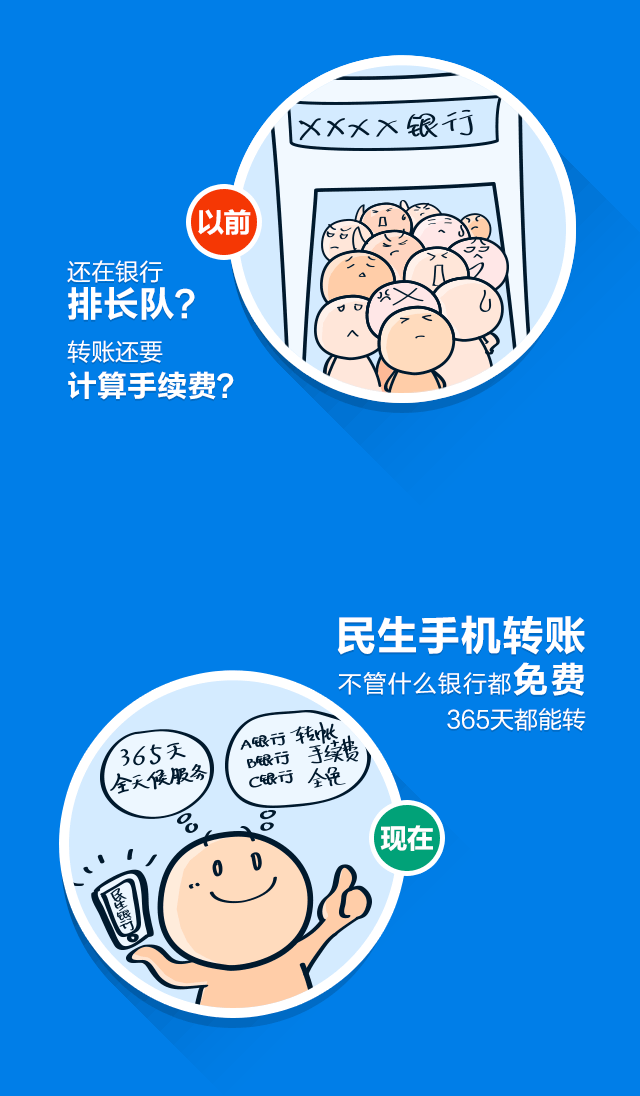 XXXX银行
以前
还在银行
排长队?
转账还要
计算手续费?
民生手机转账
不管什么银行都免费
365天都能转
365天
全天候服务
A银行 转账
B银行 手续费
C银行 全免
现在
民生银行